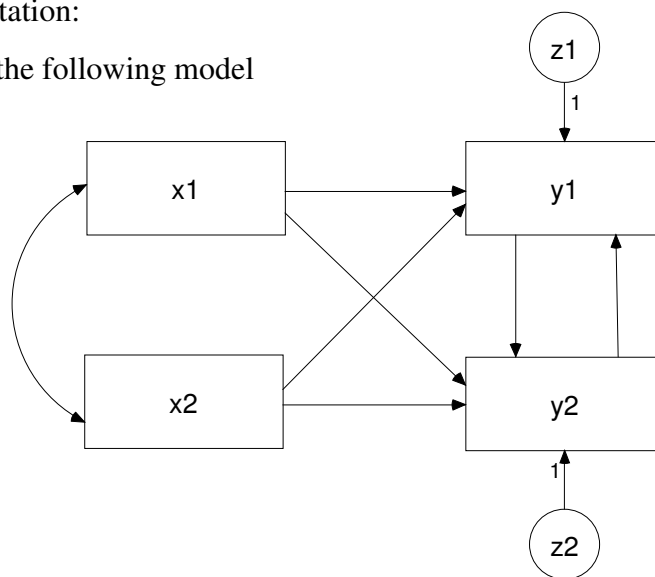 tation:
z1
the following model
1
x1
y1
x2
y2
1
z2